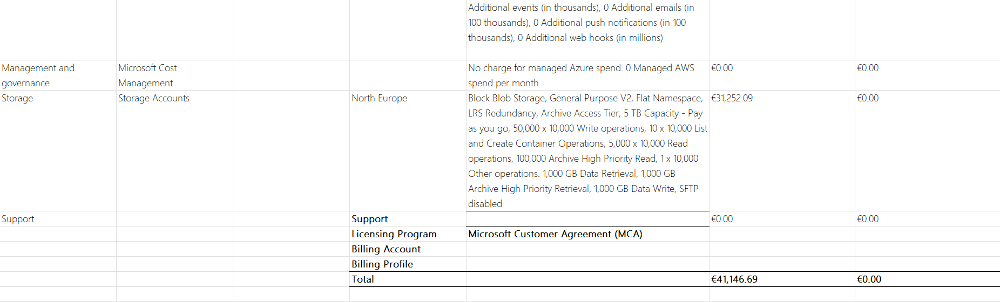 Additional events (in thousands), 0 Additional emails (in
100 thousands), 0 Additional push notifications (in 100
thousands), 0 Additional web hooks (in millions)
Management and
governance
Microsoft Cost
Management
No charge for managed Azure spend. 0 Managed AWS
spend per month
€0.00
€0.00
Storage
Storage Accounts
North Europe
Block Blob Storage, General Purpose V2, Flat Namespace,
LRS Redundancy, Archive Access Tier, 5 TB Capacity - Pay
as you go, 50,000 x 10,000 Write operations, 10 x 10,000 List
and Create Container Operations, 5,000 x 10,000 Read
operations, 100,000 Archive High Priority Read, 1 x 10,000
Other operations. 1,000 GB Data Retrieval, 1,000 GB
Archive High Priority Retrieval, 1,000 GB Data Write, SFTP
disabled
€31,252.09
€0.00
Support
Support
€0.00
€0.00
Licensing Program
Microsoft Customer Agreement (MCA)
Billing Account
Billing Profile
Total
€41,146.69
€0.00